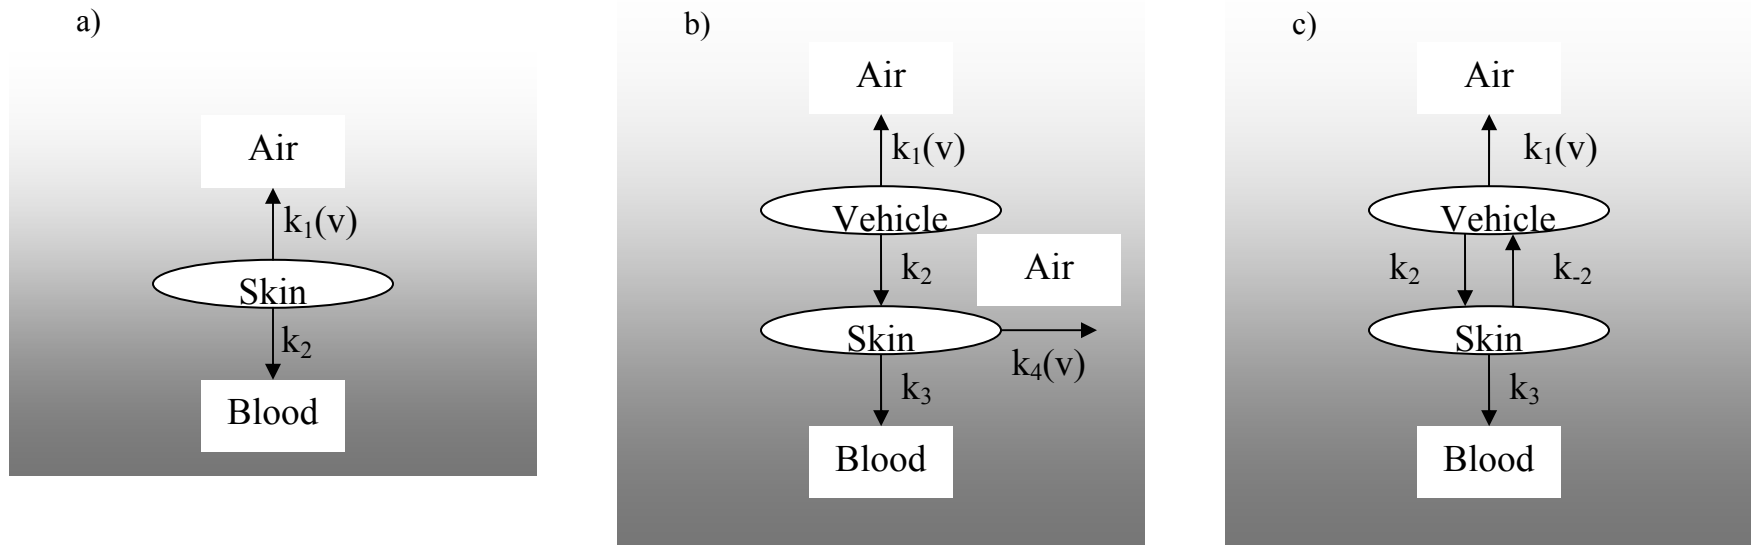 a)
Air
k₁(v)
Skin
k₂
Blood
b)
Air
k₁(v)
Vehicle
k₂
Air
Skin
k₄(v)
k₃
Blood
c)
Air
k₁(v)
Vehicle
k₂
k₋₂
Skin
k₃
Blood